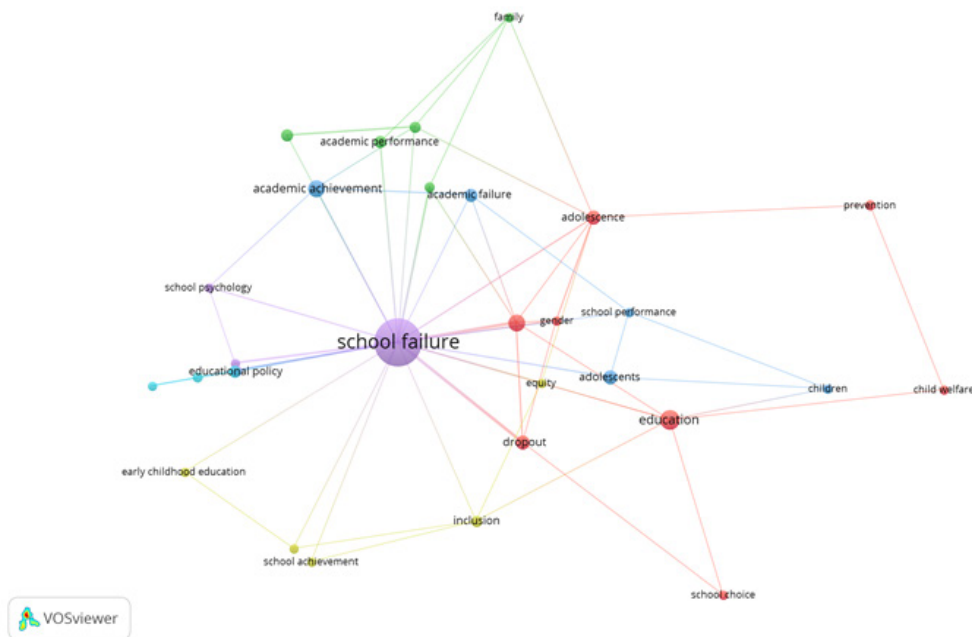 family
academic performance
academic achievement
academic failure
prevention
adolescence
school psychology
school performance
gender
school failure
educational policy
adolescents
equity
children
child welfare
education
dropout
early childhood education
inclusion
school achievement
school choice
VOSviewer